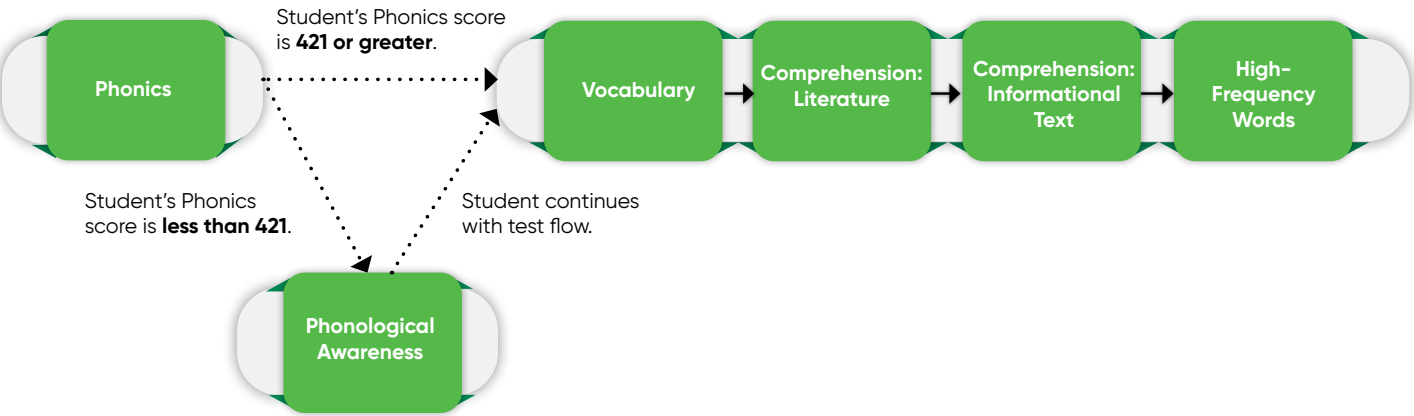 Student’s Phonics score
is 421 or greater.
Phonics
Vocabulary
Comprehension:
Literature
Comprehension:
Informational
Text
High-
Frequency
Words
Student’s Phonics
score is less than 421.
Student continues
with test flow.
Phonological
Awareness